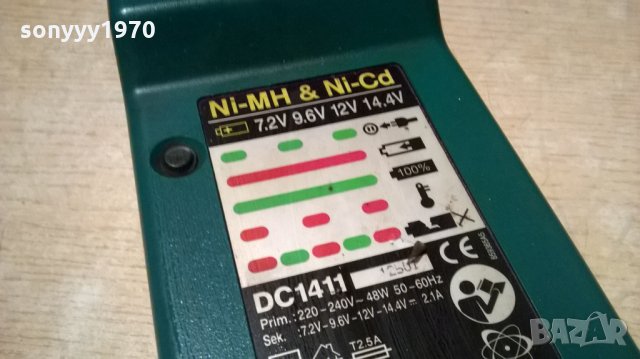 sonyyy1970
Ni-MH & Ni-Cd
7.2V 9.6V 12V 14.4V
100%
DC1411
Prim.: 220-240V~ 48W 50-60Hz
Sek. :7.2V-9.6V-12V-14.4V⎓ 2.1A
T2.5A
CE
BAZAR